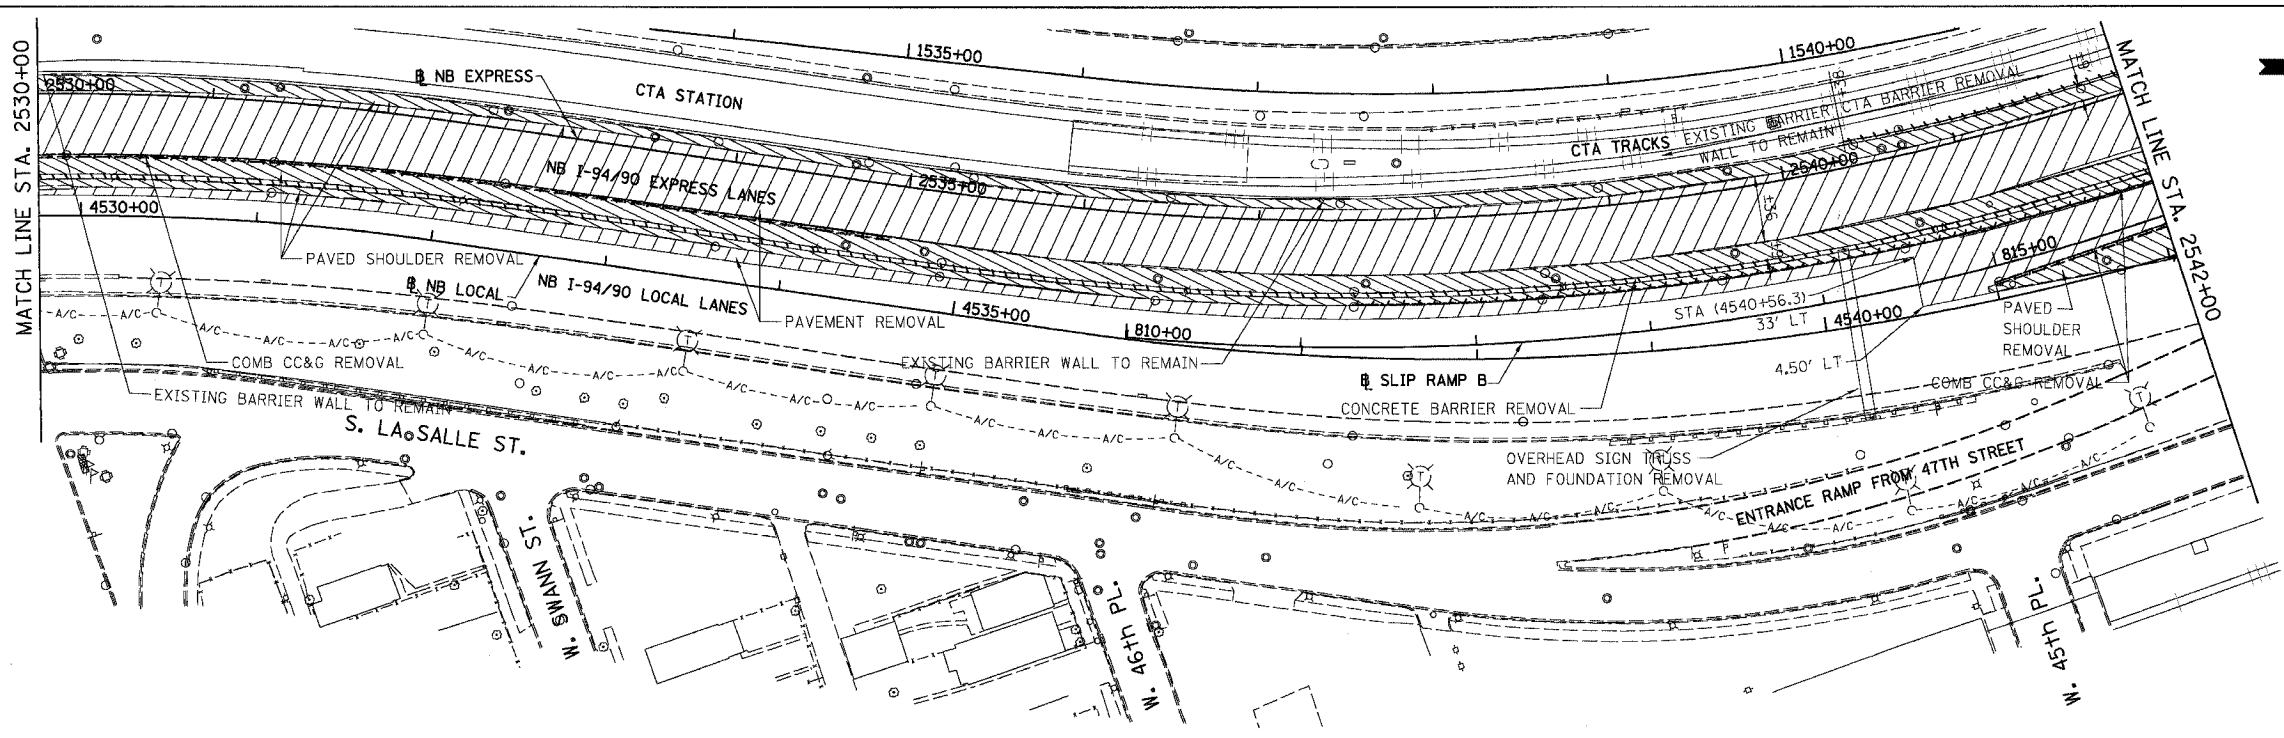 MATCH LINE STA. 2530+00
2530+00
℄ NB EXPRESS
CTA STATION
1535+00
1540+00
MATCH LINE STA. 2542+00
±38
CTA BARRIER REMOVAL
EXISTING BARRIER
WALL TO REMAIN
CTA TRACKS
NB I-94/90 EXPRESS LANES
2535+00
2540+00
±36
4530+00
PAVED SHOULDER REMOVAL
℄ NB LOCAL
NB I-94/90 LOCAL LANES
PAVEMENT REMOVAL
4535+00
810+00
815+00
STA (4540+56.3)
33' LT
4540+00
4.50' LT
PAVED
SHOULDER
REMOVAL
COMB CC&G REMOVAL
EXISTING BARRIER WALL TO REMAIN
EXISTING BARRIER WALL TO REMAIN
℄ SLIP RAMP B
CONCRETE BARRIER REMOVAL
COMB CC&G REMOVAL
OVERHEAD SIGN TRUSS
AND FOUNDATION REMOVAL
ENTRANCE RAMP FROM 47TH STREET
S. LA SALLE ST.
W. SWANN ST.
W. 46th PL.
W. 45th PL.